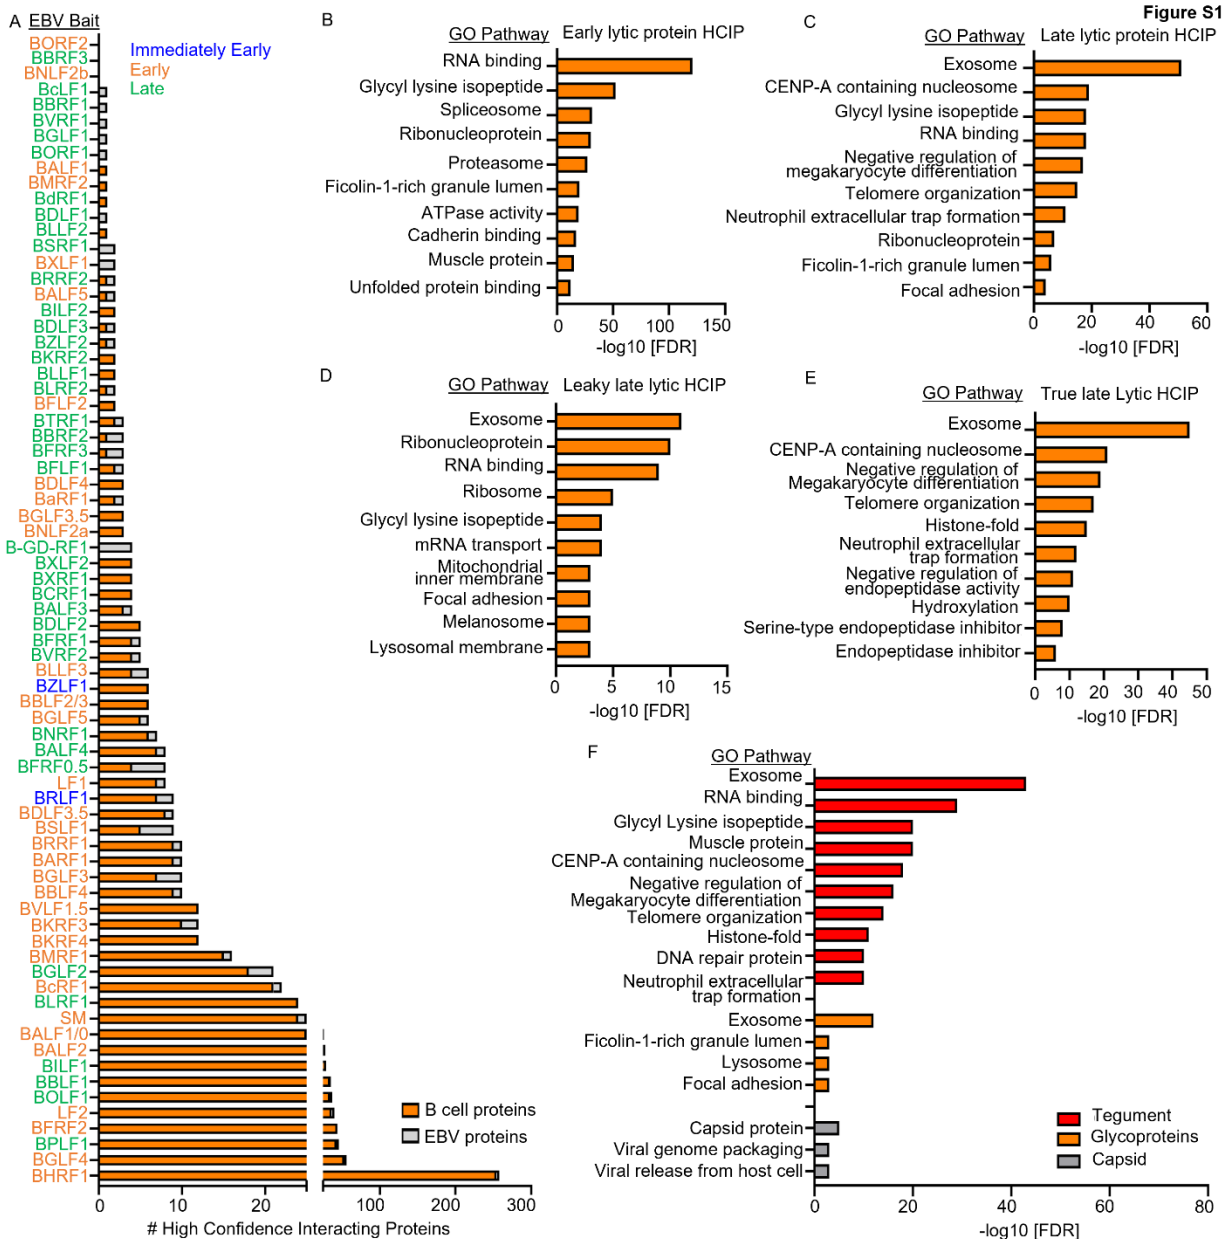 Figure S1
A
EBV Bait
Immediately Early
Early
Late
BORF2
BBRF3
BNLF2b
BcLF1
BBRF1
BVRF1
BGLF1
BORF1
BALF1
BMRF2
BdRF1
BDLF1
BLLF2
BSRF1
BXLF1
BRRF2
BALF5
BILF2
BDLF3
BZLF2
BKRF2
BLLF1
BLRF2
BFLF2
BTRF1
BBRF2
BFRF3
BFLF1
BDLF4
BaRF1
BGLF3.5
BNLF2a
B-GD-RF1
BXLF2
BXRF1
BCRF1
BALF3
BDLF2
BFRF1
BVRF2
BLLF3
BZLF1
BBLF2/3
BGLF5
BNRF1
BALF4
BFRF0.5
LF1
BRLF1
BDLF3.5
BSLF1
BRRF1
BARF1
BGLF3
BBLF4
BVLF1.5
BKRF3
BKRF4
BMRF1
BGLF2
BcRF1
BLRF1
SM
BALF1/0
BALF2
BILF1
BBLF1
BOLF1
LF2
BFRF2
BPLF1
BGLF4
BHRF1
B cell proteins
EBV proteins
0 10 20 100 200 300
# High Confidence Interacting Proteins
B
GO Pathway
Early lytic protein HCIP
RNA binding
Glycyl lysine isopeptide
Spliceosome
Ribonucleoprotein
Proteasome
Ficolin-1-rich granule lumen
ATPase activity
Cadherin binding
Muscle protein
Unfolded protein binding
0 50 100 150
-log10 [FDR]
C
GO Pathway
Late lytic protein HCIP
Exosome
CENP-A containing nucleosome
Glycyl lysine isopeptide
RNA binding
Negative regulation of
megakaryocyte differentiation
Telomere organization
Neutrophil extracellular trap formation
Ribonucleoprotein
Ficolin-1-rich granule lumen
Focal adhesion
0 20 40 60
-log10 [FDR]
D
GO Pathway
Leaky late lytic HCIP
Exosome
Ribonucleoprotein
RNA binding
Ribosome
Glycyl lysine isopeptide
mRNA transport
Mitochondrial
inner membrane
Focal adhesion
Melanosome
Lysosomal membrane
0 5 10 15
-log10 [FDR]
E
GO Pathway
True late Lytic HCIP
Exosome
CENP-A containing nucleosome
Negative regulation of
Megakaryocyte differentiation
Telomere organization
Histone-fold
Neutrophil extracellular
trap formation
Negative regulation of
endopeptidase activity
Hydroxylation
Serine-type endopeptidase inhibitor
Endopeptidase inhibitor
0 10 20 30 40 50
-log10 [FDR]
F
GO Pathway
Exosome
RNA binding
Glycyl Lysine isopeptide
Muscle protein
CENP-A containing nucleosome
Negative regulation of
Megakaryocyte differentiation
Telomere organization
Histone-fold
DNA repair protein
Neutrophil extracellular
trap formation
Exosome
Ficolin-1-rich granule lumen
Lysosome
Focal adhesion
Capsid protein
Viral genome packaging
Viral release from host cell
Tegument
Glycoproteins
Capsid
0 20 40 60 80
-log10 [FDR]